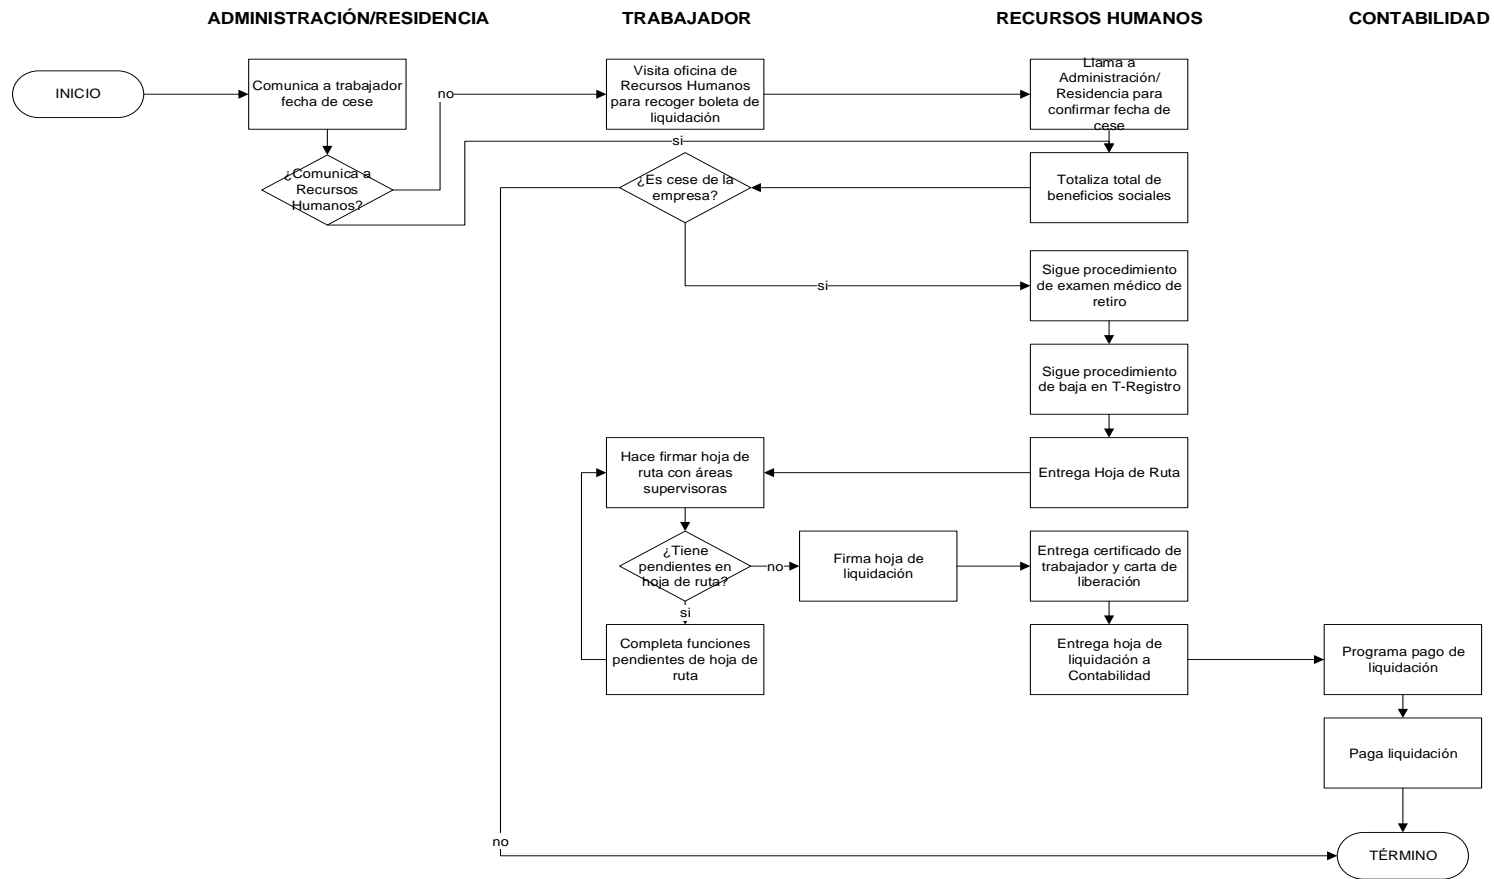 ADMINISTRACIÓN/RESIDENCIA
TRABAJADOR
RECURSOS HUMANOS
CONTABILIDAD
INICIO
Comunica a trabajador
fecha de cese
no
Visita oficina de
Recursos Humanos
para recoger boleta de
liquidación
Llama a
Administración/
Residencia para
confirmar fecha de
cese
si
¿Comunica a
Recursos
Humanos?
¿Es cese de la
empresa?
Totaliza total de
beneficios sociales
si
Sigue procedimiento
de examen médico de
retiro
Sigue procedimiento
de baja en T-Registro
Hace firmar hoja de
ruta con áreas
supervisoras
Entrega Hoja de Ruta
¿Tiene
pendientes en
hoja de ruta?
no
Firma hoja de
liquidación
Entrega certificado de
trabajador y carta de
liberación
si
Completa funciones
pendientes de hoja de
ruta
Entrega hoja de
liquidación a
Contabilidad
Programa pago de
liquidación
Paga liquidación
no
TÉRMINO